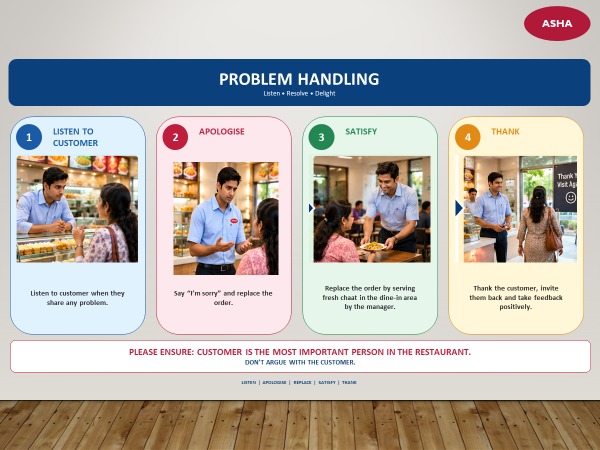 ASHA
PROBLEM HANDLING
Listen • Resolve • Delight
1
LISTEN TO
CUSTOMER
Listen to customer when they
share any problem.
2
APOLOGISE
Say “I’m sorry” and replace the
order.
3
SATISFY
Replace the order by serving
fresh chaat in the dine-in area
by the manager.
4
THANK
Thank Y
Visit Aga
Thank the customer, invite
them back and take feedback
positively.
PLEASE ENSURE: CUSTOMER IS THE MOST IMPORTANT PERSON IN THE RESTAURANT.
DON'T ARGUE WITH THE CUSTOMER.
LISTEN | APOLOGISE | REPLACE | SATISFY | THANK